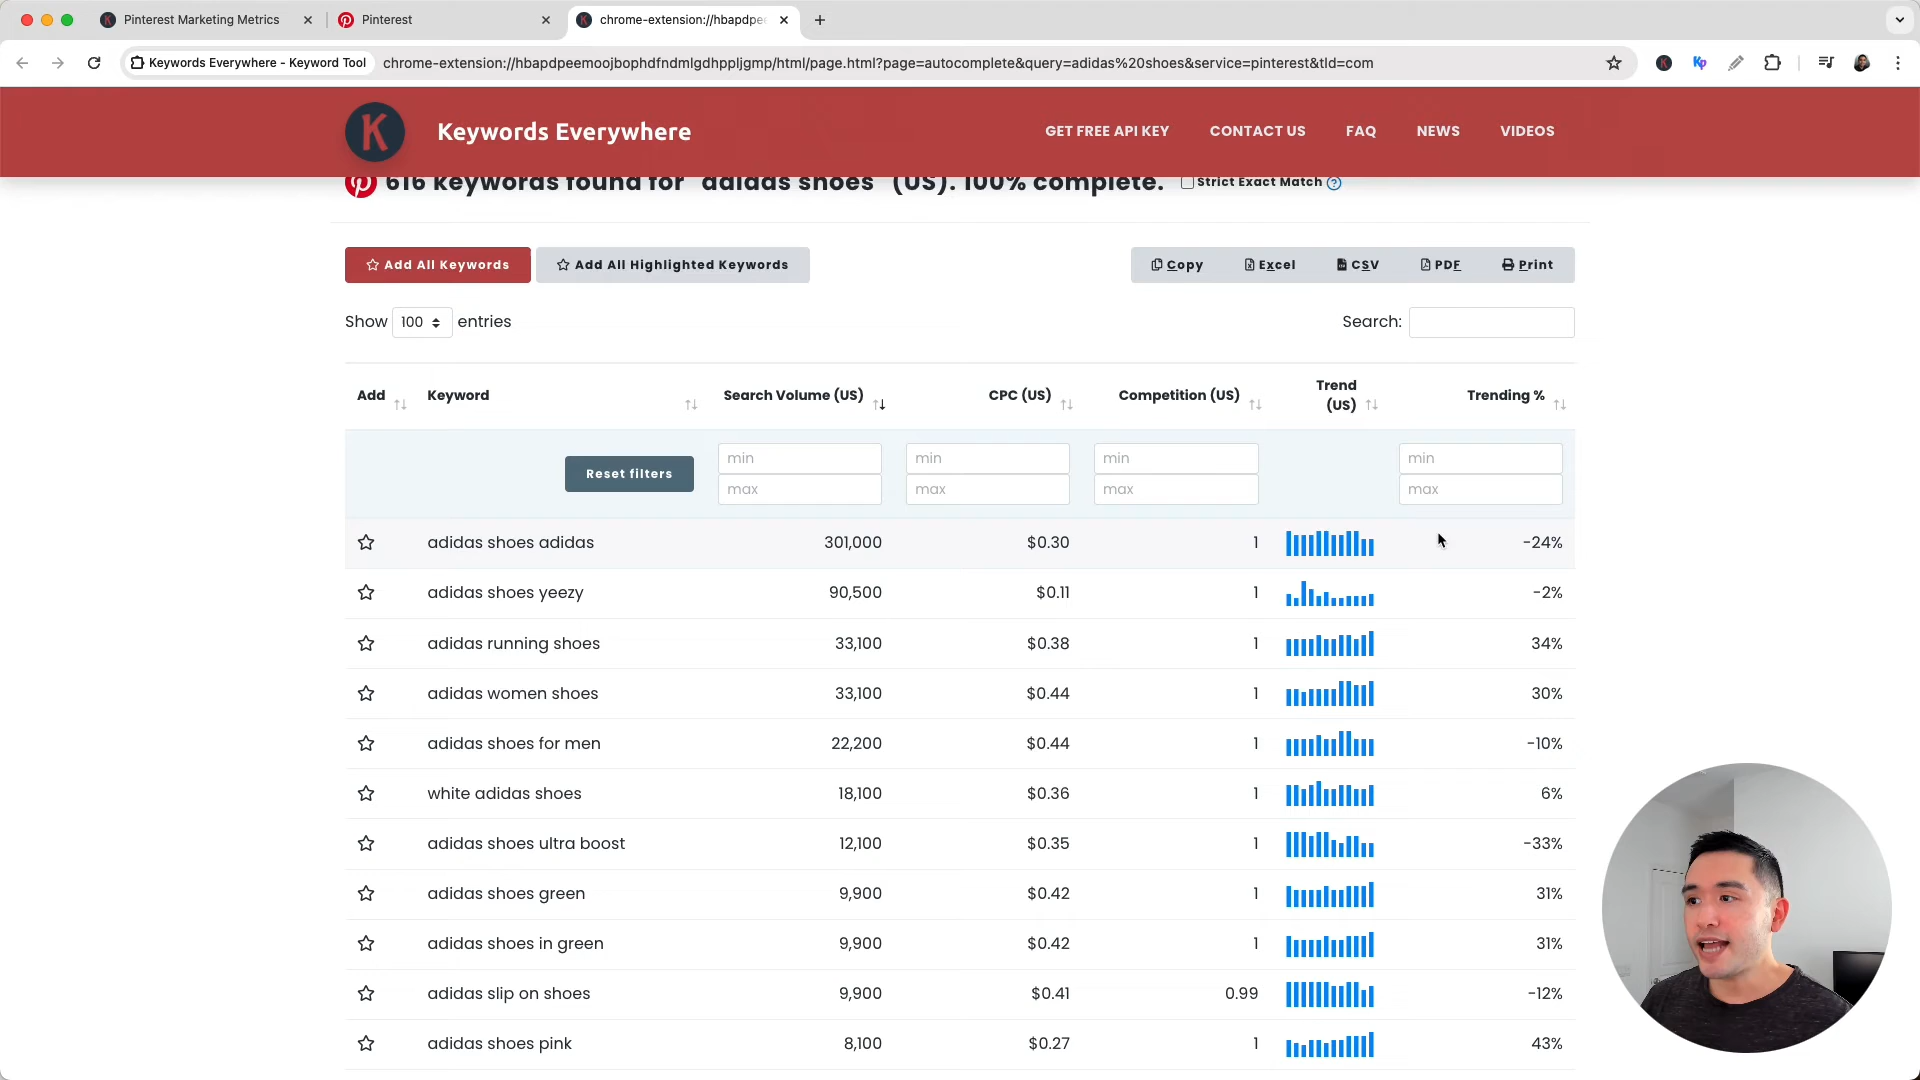 Pinterest Marketing Metrics
Pinterest
chrome-extension://hbapdpee
Keywords Everywhere - Keyword Tool
chrome-extension://hbapdpeemoojbophdfndmlgdhppljgmp/html/page.html?page=autocomplete&query=adidas%20shoes&service=pinterest&tld=com
K
Keywords Everywhere
GET FREE API KEY
CONTACT US
FAQ
NEWS
VIDEOS
616 keywords found for "adidas shoes" (US). 100% complete.
Strict Exact Match ?
Add All Keywords
Add All Highlighted Keywords
Copy
Excel
CSV
PDF
Print
Show 100 entries
Search:
Add
Keyword
Search Volume (US)
CPC (US)
Competition (US)
Trend
(US)
Trending %
Reset filters
min
max
min
max
min
max
min
max
adidas shoes adidas 301,000 $0.30 1 -24%
adidas shoes yeezy 90,500 $0.11 1 -2%
adidas running shoes 33,100 $0.38 1 34%
adidas women shoes 33,100 $0.44 1 30%
adidas shoes for men 22,200 $0.44 1 -10%
white adidas shoes 18,100 $0.36 1 6%
adidas shoes ultra boost 12,100 $0.35 1 -33%
adidas shoes green 9,900 $0.42 1 31%
adidas shoes in green 9,900 $0.42 1 31%
adidas slip on shoes 9,900 $0.41 0.99 -12%
adidas shoes pink 8,100 $0.27 1 43%